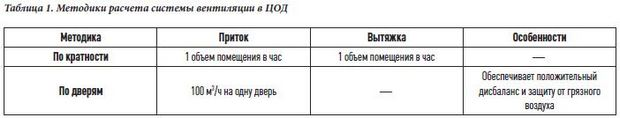 Таблица 1. Методики расчета системы вентиляции в ЦОД
Методика Приток Вытяжка Особенности
По кратности 1 объем помещения в час 1 объем помещения в час —
По дверям 100 м³/ч на одну дверь — Обеспечивает положительный
дисбаланс и защиту от грязного
воздуха